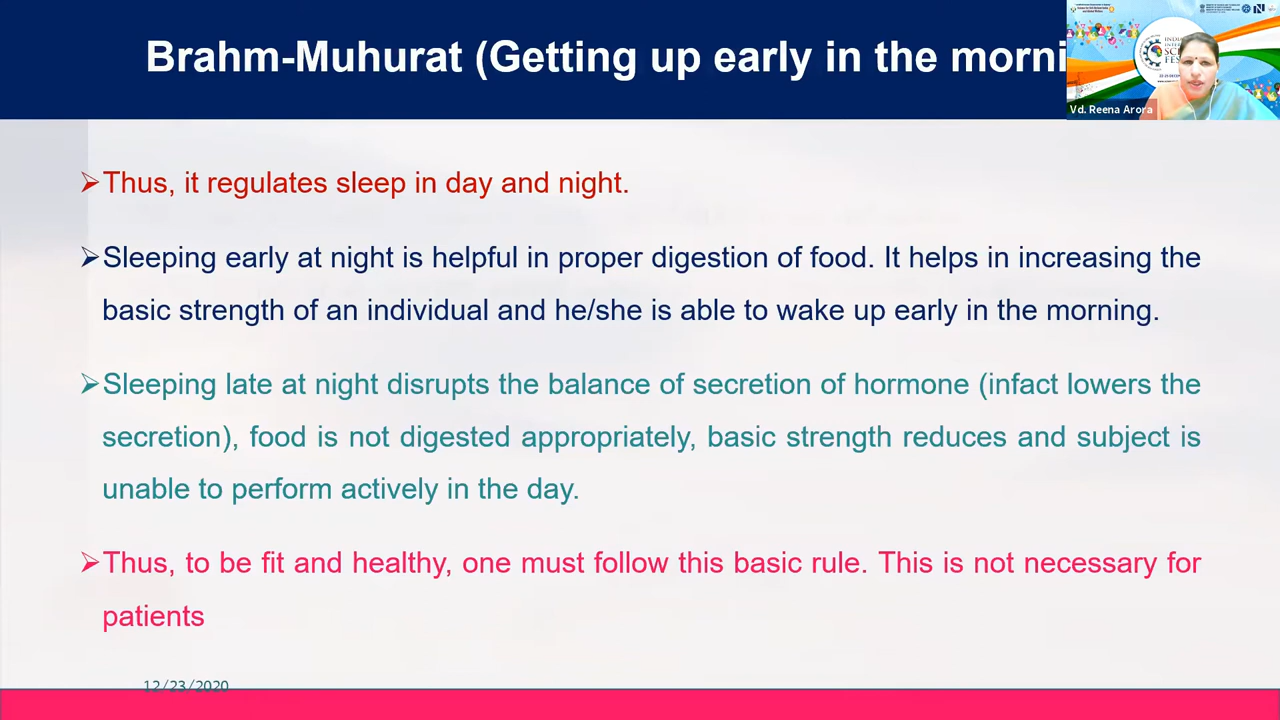 Brahm-Muhurat (Getting up early in the morni
Vd. Reena Arora
➢Thus, it regulates sleep in day and night.
➢Sleeping early at night is helpful in proper digestion of food. It helps in increasing the
basic strength of an individual and he/she is able to wake up early in the morning.
➢Sleeping late at night disrupts the balance of secretion of hormone (infact lowers the
secretion), food is not digested appropriately, basic strength reduces and subject is
unable to perform actively in the day.
➢Thus, to be fit and healthy, one must follow this basic rule. This is not necessary for
patients
12/23/2020